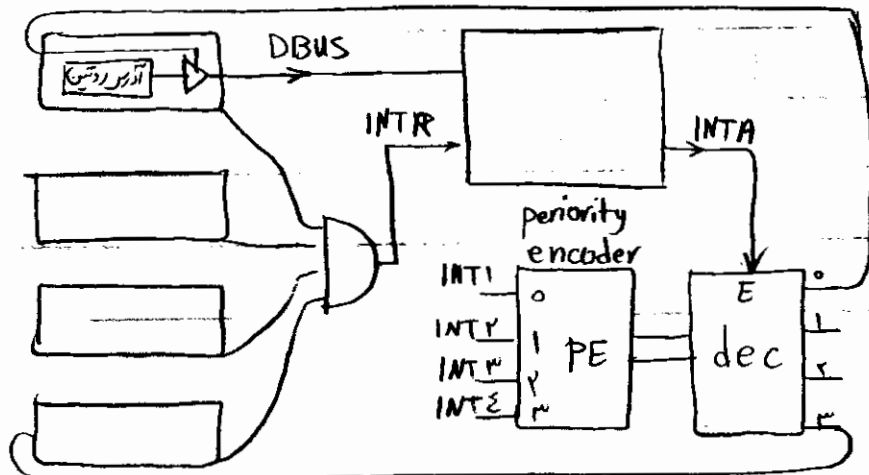 DBUS
آدرس روتین
INTR
INTA
periority
encoder
INT۱
INT۲
INT۳
INT٤
۰
۱
۲
۳
PE
E
dec
۰
۱
۲
۳